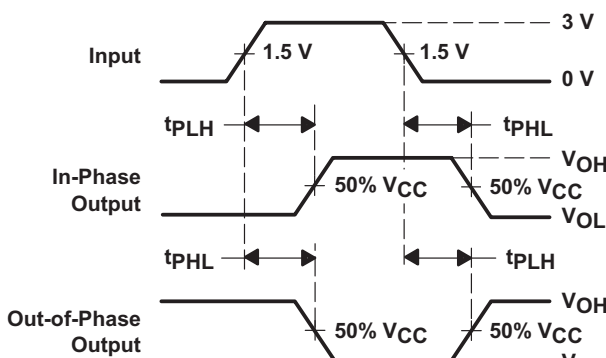 3 V
Input
1.5 V
1.5 V
0 V
tPLH
tPHL
VOH
In-Phase
Output
50% VCC
50% VCC
VOL
tPHL
tPLH
VOH
Out-of-Phase
Output
50% VCC
50% VCC